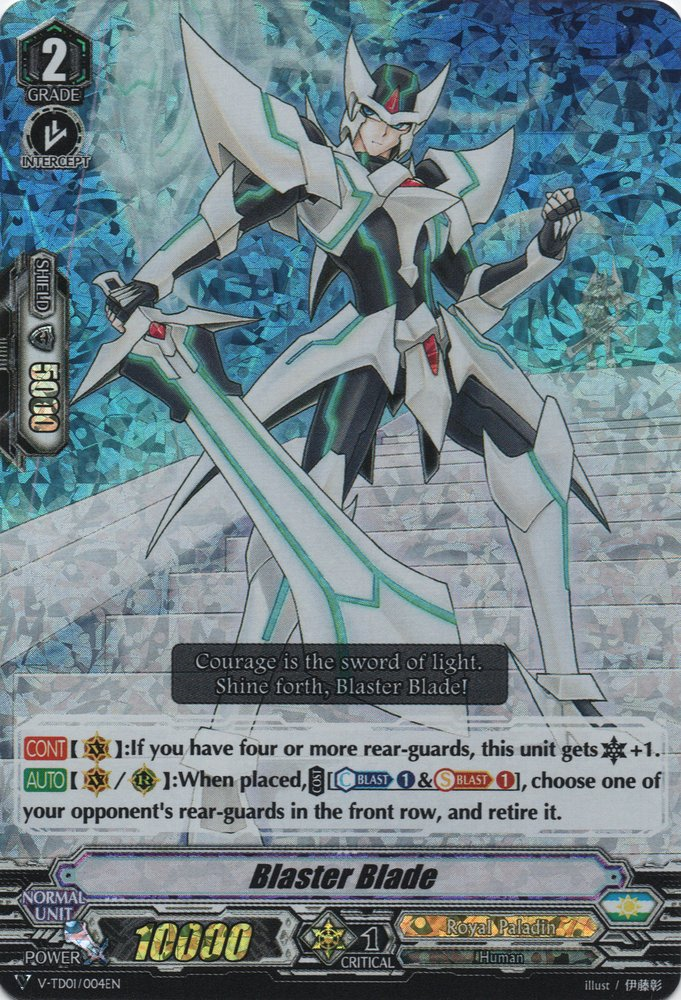 2
GRADE
INTERCEPT
SHIELD
5000
Courage is the sword of light.
Shine forth, Blaster Blade!
CONT【V】:If you have four or more rear-guards, this unit gets +1.
AUTO【V/R】:When placed, COST [C BLAST 1 & S BLAST 1], choose one of
your opponent's rear-guards in the front row, and retire it.
Blaster Blade
NORMAL
UNIT
POWER
10000
1
CRITICAL
Royal Paladin
Human
V-TD01/004EN
illust / 伊藤彰